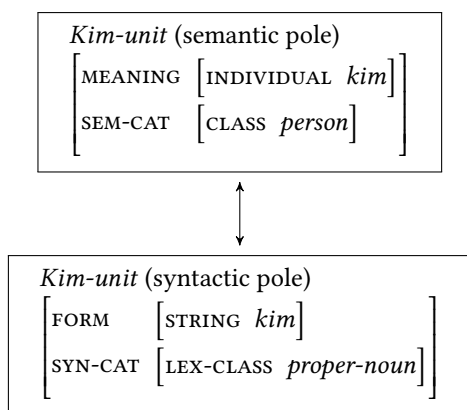 Kim-unit (semantic pole)
[MEANING [INDIVIDUAL kim]
SEM-CAT [CLASS person]]
Kim-unit (syntactic pole)
[FORM [STRING kim]
SYN-CAT [LEX-CLASS proper-noun]]